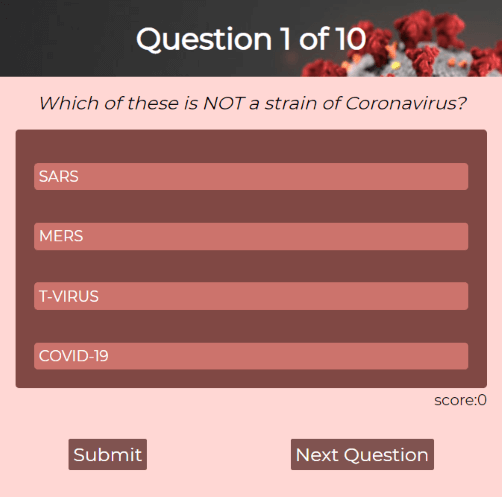 Question 1 of 10
Which of these is NOT a strain of Coronavirus?
SARS
MERS
T-VIRUS
COVID-19
score:0
Submit
Next Question